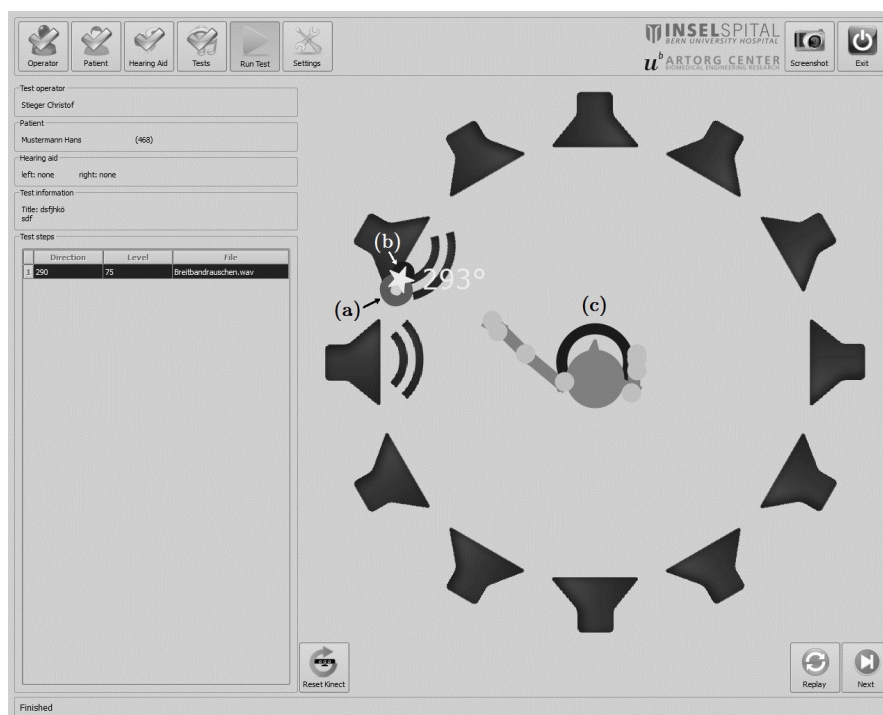 INSELSPITAL
BERN UNIVERSITY HOSPITAL
u b ARTORG CENTER
BIOMEDICAL ENGINEERING RESEARCH
Operator
Patient
Hearing Aid
Tests
Run Test
Settings
Screenshot
Exit
Test operator
Stieger Christof
Patient
Mustermann Hans (468)
Hearing aid
left: none right: none
Test information
Title: dsfjhkö
sdf
Test steps
Direction Level File
1 290 75 Breitbandrauschen.wav
(b)
293°
(a)
(c)
Reset Kinect
Replay
Next
Finished